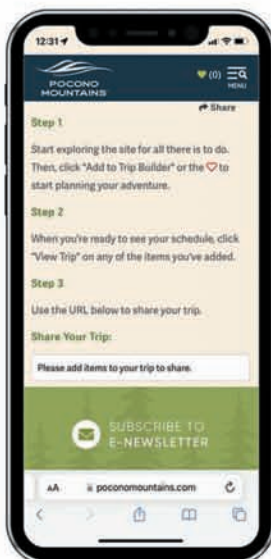 12:31
POCONO
MOUNTAINS
(0)
MENU
Share
Step 1
Start exploring the site for all there is to do.
Then, click "Add to Trip Builder" or the ♡ to
start planning your adventure.
Step 2
When you're ready to see your schedule, click
"View Trip" on any of the items you've added.
Step 3
Use the URL below to share your trip.
Share Your Trip:
Please add items to your trip to share.
SUBSCRIBE TO
E-NEWSLETTER
AA
poconomountains.com